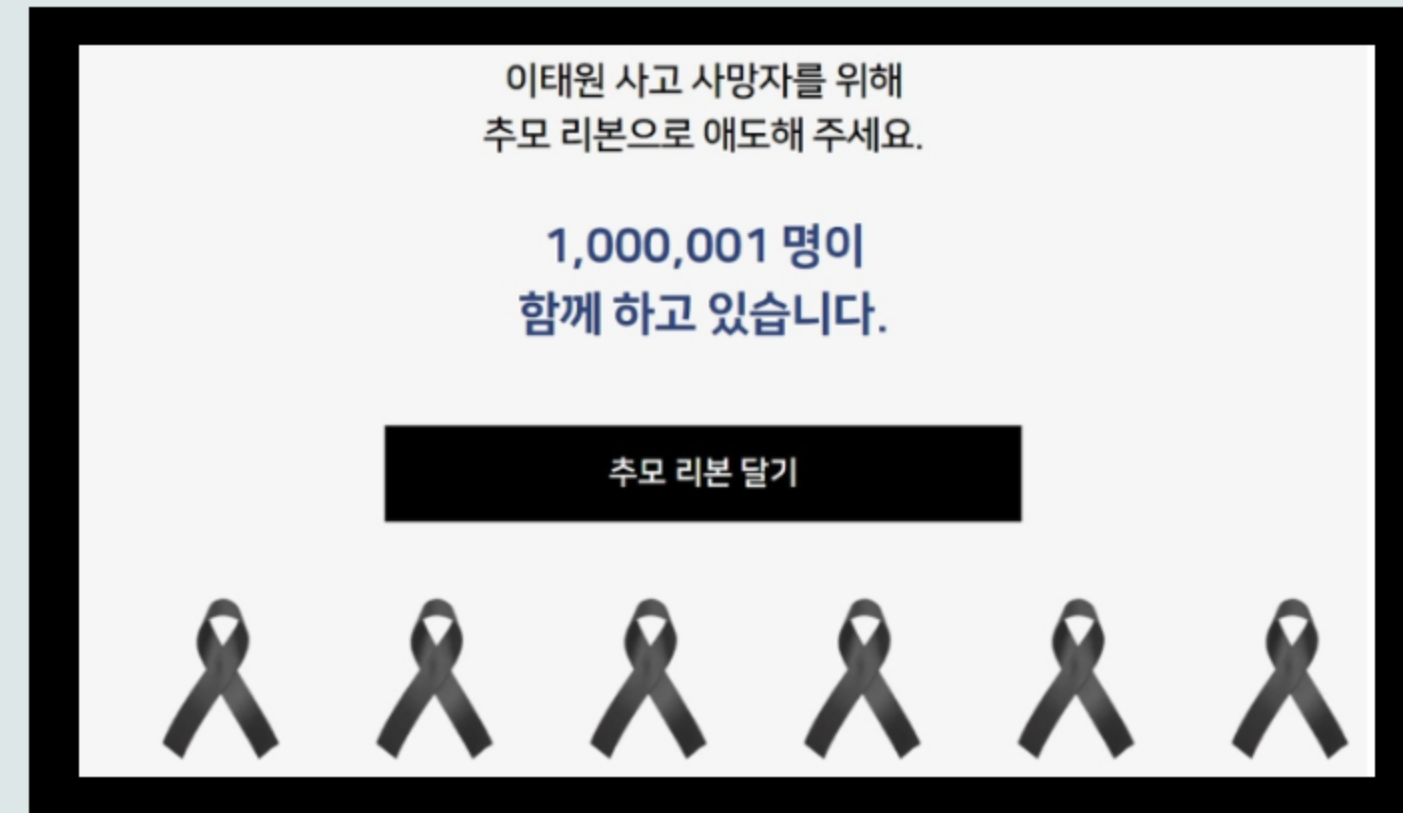 이태원 사고 사망자를 위해
추모 리본으로 애도해 주세요.
1,000,001 명이
함께 하고 있습니다.
추모 리본 달기